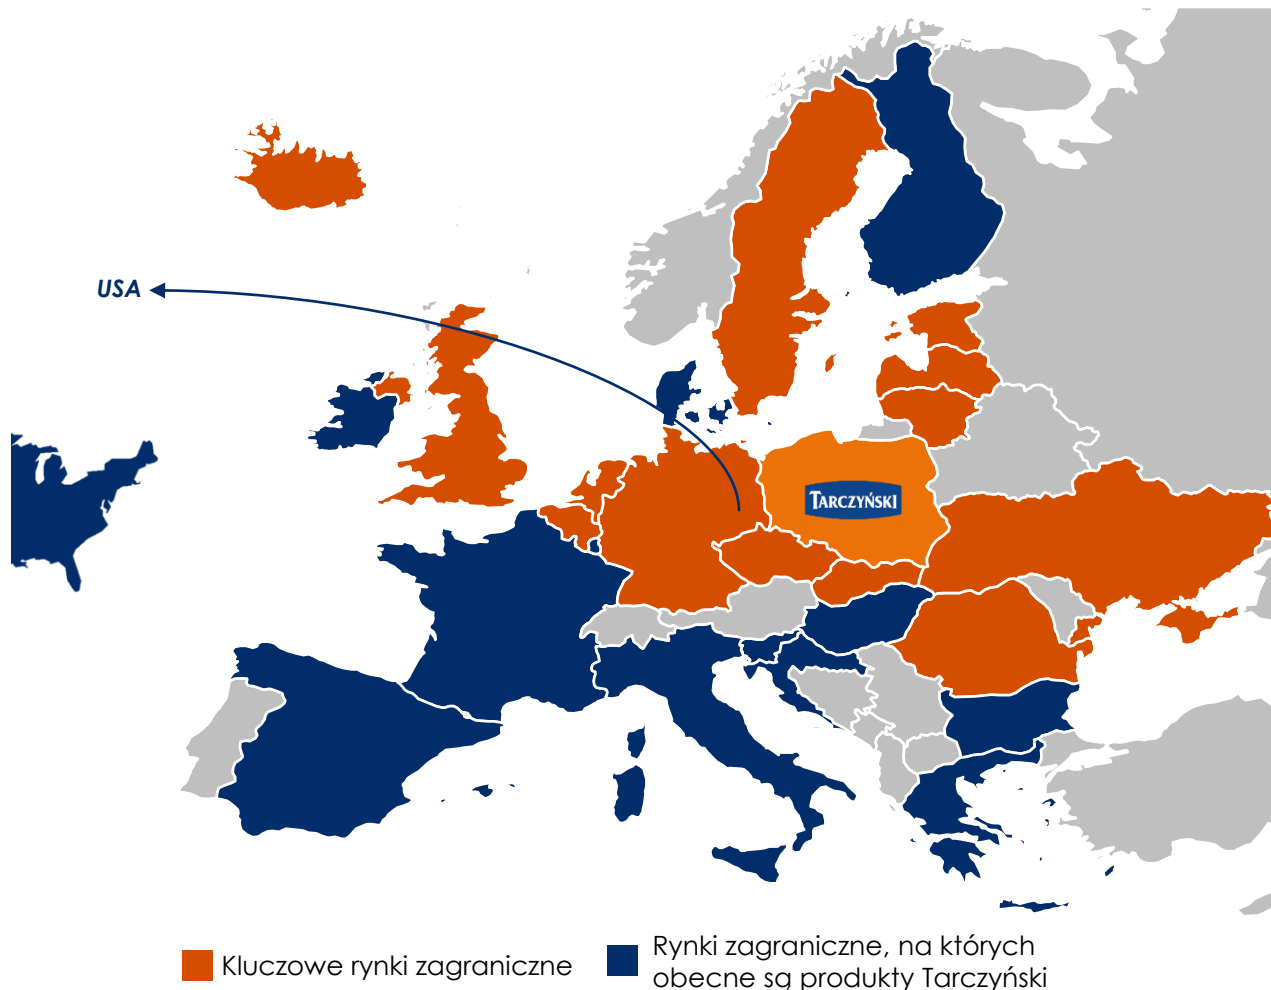 USA
TARCZYŃSKI
Kluczowe rynki zagraniczne
Rynki zagraniczne, na których
obecne są produkty Tarczyński